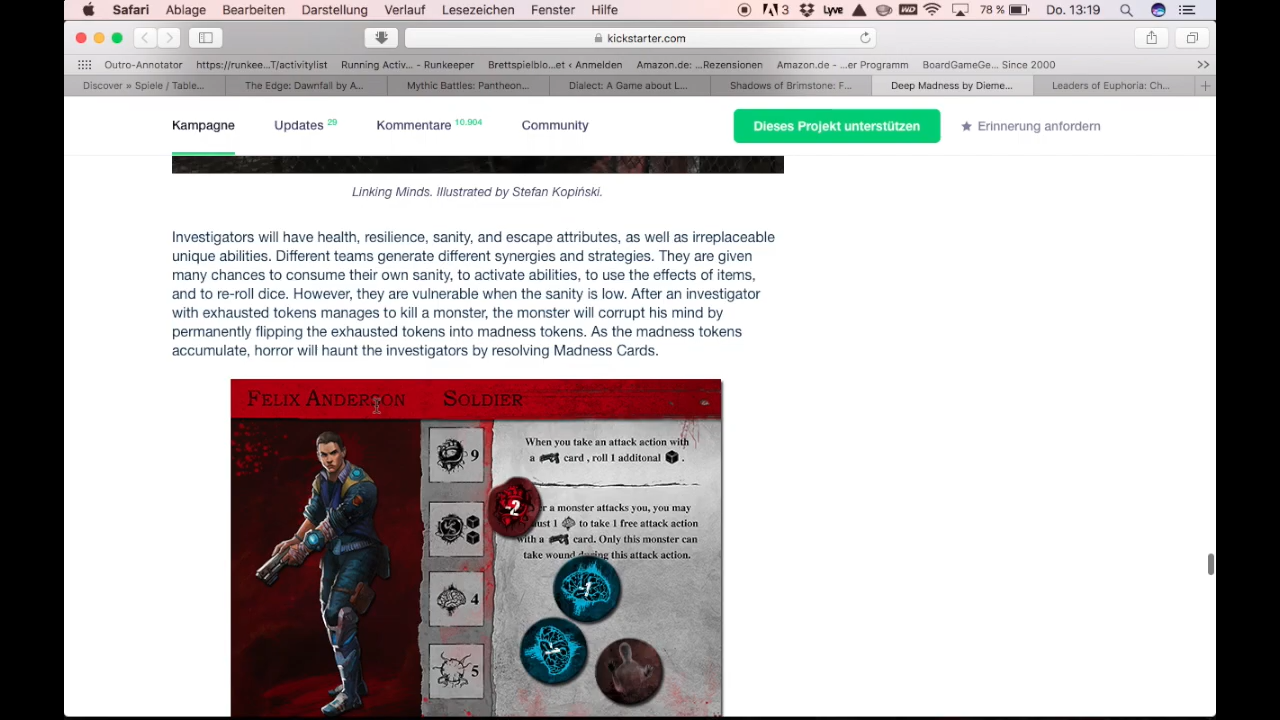 Safari Ablage Bearbeiten Darstellung Verlauf Lesezeichen Fenster Hilfe 3 Lyve WD 78 % Do. 13:19
kickstarter.com
Outro-Annotator https://runkee...T/activitylist Running Activ... - Runkeeper Brettspielblo...et ‹ Anmelden Amazon.de: ...Rezensionen Amazon.de - ...er Programm BoardGameGe... Since 2000 >>
Discover » Spiele / Table... The Edge: Dawnfall by A... Mythic Battles: Pantheon... Dialect: A Game about L... Shadows of Brimstone: F... Deep Madness by Dieme... Leaders of Euphoria: Ch... +
Kampagne Updates 29 Kommentare 10.904 Community Dieses Projekt unterstützen Erinnerung anfordern
Linking Minds. Illustrated by Stefan Kopiński.
Investigators will have health, resilience, sanity, and escape attributes, as well as irreplaceable
unique abilities. Different teams generate different synergies and strategies. They are given
many chances to consume their own sanity, to activate abilities, to use the effects of items,
and to re-roll dice. However, they are vulnerable when the sanity is low. After an investigator
with exhausted tokens manages to kill a monster, the monster will corrupt his mind by
permanently flipping the exhausted tokens into madness tokens. As the madness tokens
accumulate, horror will haunt the investigators by resolving Madness Cards.
Felix Anderson Soldier
When you take an attack action with
a card , roll 1 additonal .
9
-2
a monster attacks you, you may
1 to take 1 free attack action
with a card. Only this monster can
take wound during this attack action.
-1
4
5